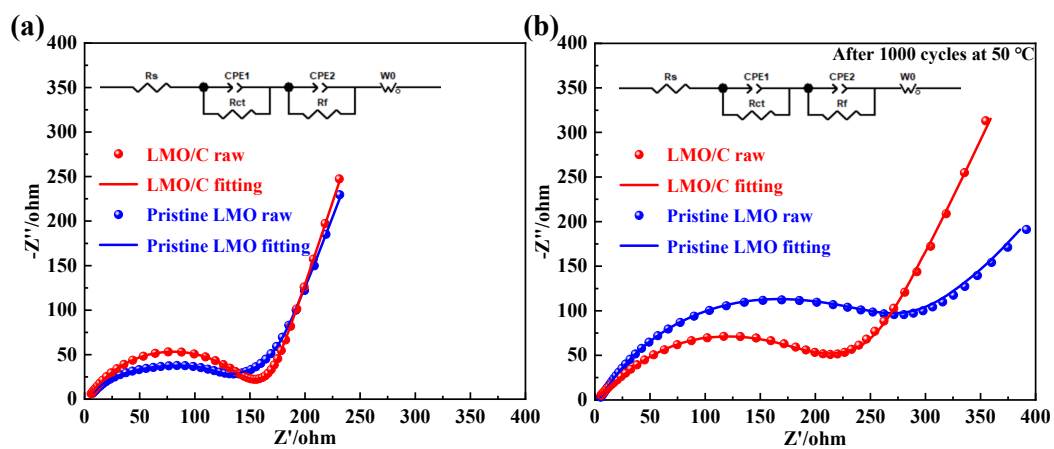 (a)
400
350
300
250
200
150
100
50
0
-Z''/ohm
Rs
CPE1
Rct
CPE2
Rf
W0
LMO/C raw
LMO/C fitting
Pristine LMO raw
Pristine LMO fitting
0 50 100 150 200 250 300 350 400
Z'/ohm
(b)
After 1000 cycles at 50 °C
400
350
300
250
200
150
100
50
0
-Z''/ohm
Rs
CPE1
Rct
CPE2
Rf
W0
LMO/C raw
LMO/C fitting
Pristine LMO raw
Pristine LMO fitting
0 50 100 150 200 250 300 350 400
Z'/ohm